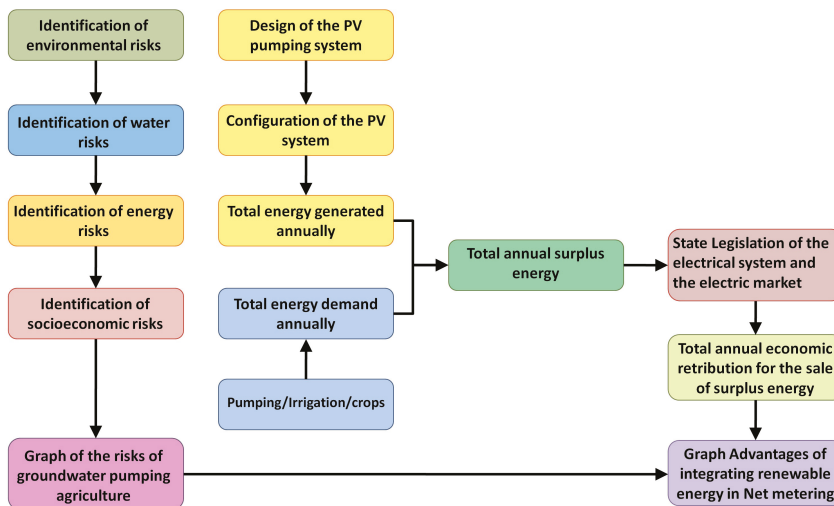 Identification of
environmental risks
Identification of water
risks
Identification of energy
risks
Identification of
socioeconomic risks
Graph of the risks of
groundwater pumping
agriculture
Design of the PV
pumping system
Configuration of the PV
system
Total energy generated
annually
Total energy demand
annually
Pumping/Irrigation/crops
Total annual surplus
energy
State Legislation of the
electrical system and
the electric market
Total annual economic
retribution for the sale
of surplus energy
Graph Advantages of
integrating renewable
energy in Net metering